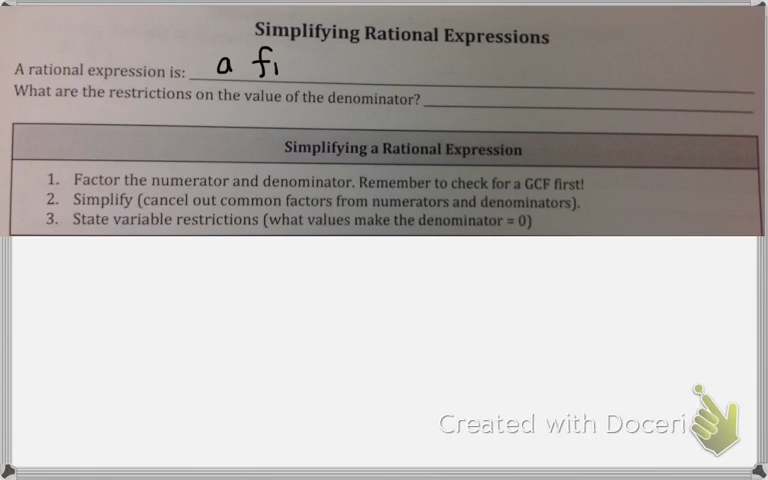 Simplifying Rational Expressions
A rational expression is: a fi
What are the restrictions on the value of the denominator?
Simplifying a Rational Expression
1. Factor the numerator and denominator. Remember to check for a GCF first!
2. Simplify (cancel out common factors from numerators and denominators).
3. State variable restrictions (what values make the denominator = 0)
Created with Doceri